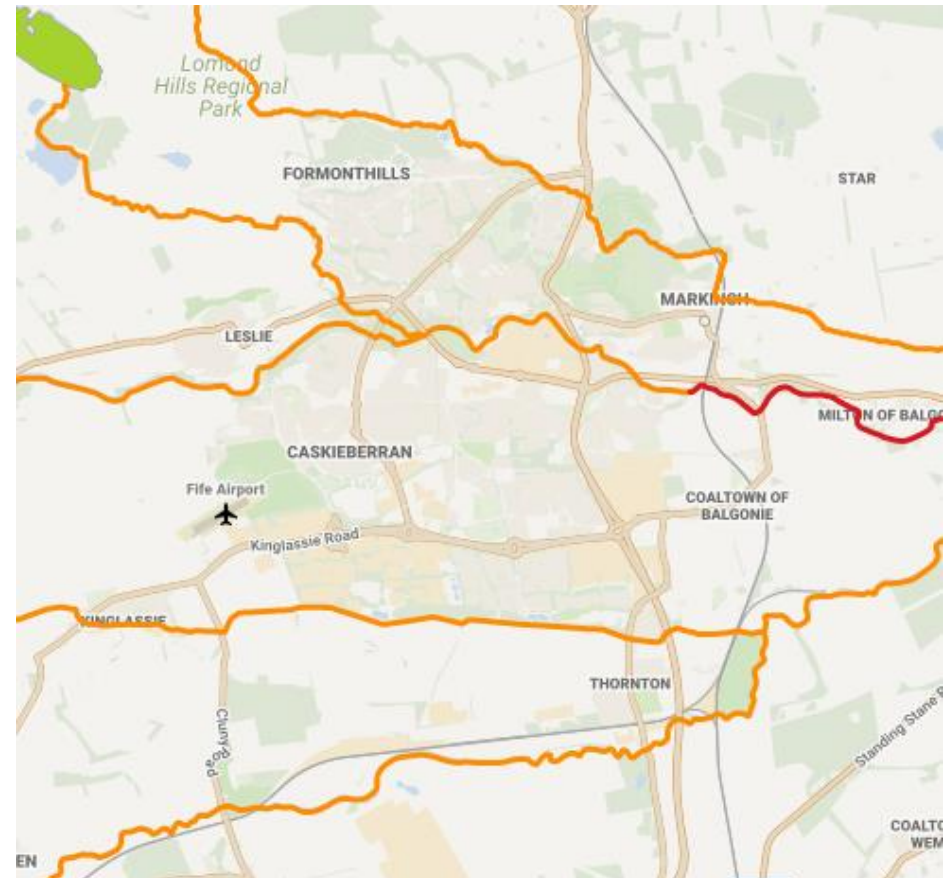 Lomond
Hills Regional
Park
FORMONTHILLS
STAR
MARKINCH
LESLIE
MILTON OF BALGO
CASKIEBERRAN
Fife Airport
COALTOWN OF
BALGONIE
Kinglassie Road
KINGLASSIE
THORNTON
Cluny Road
Standing Stane R
COALTO
WEM
EN